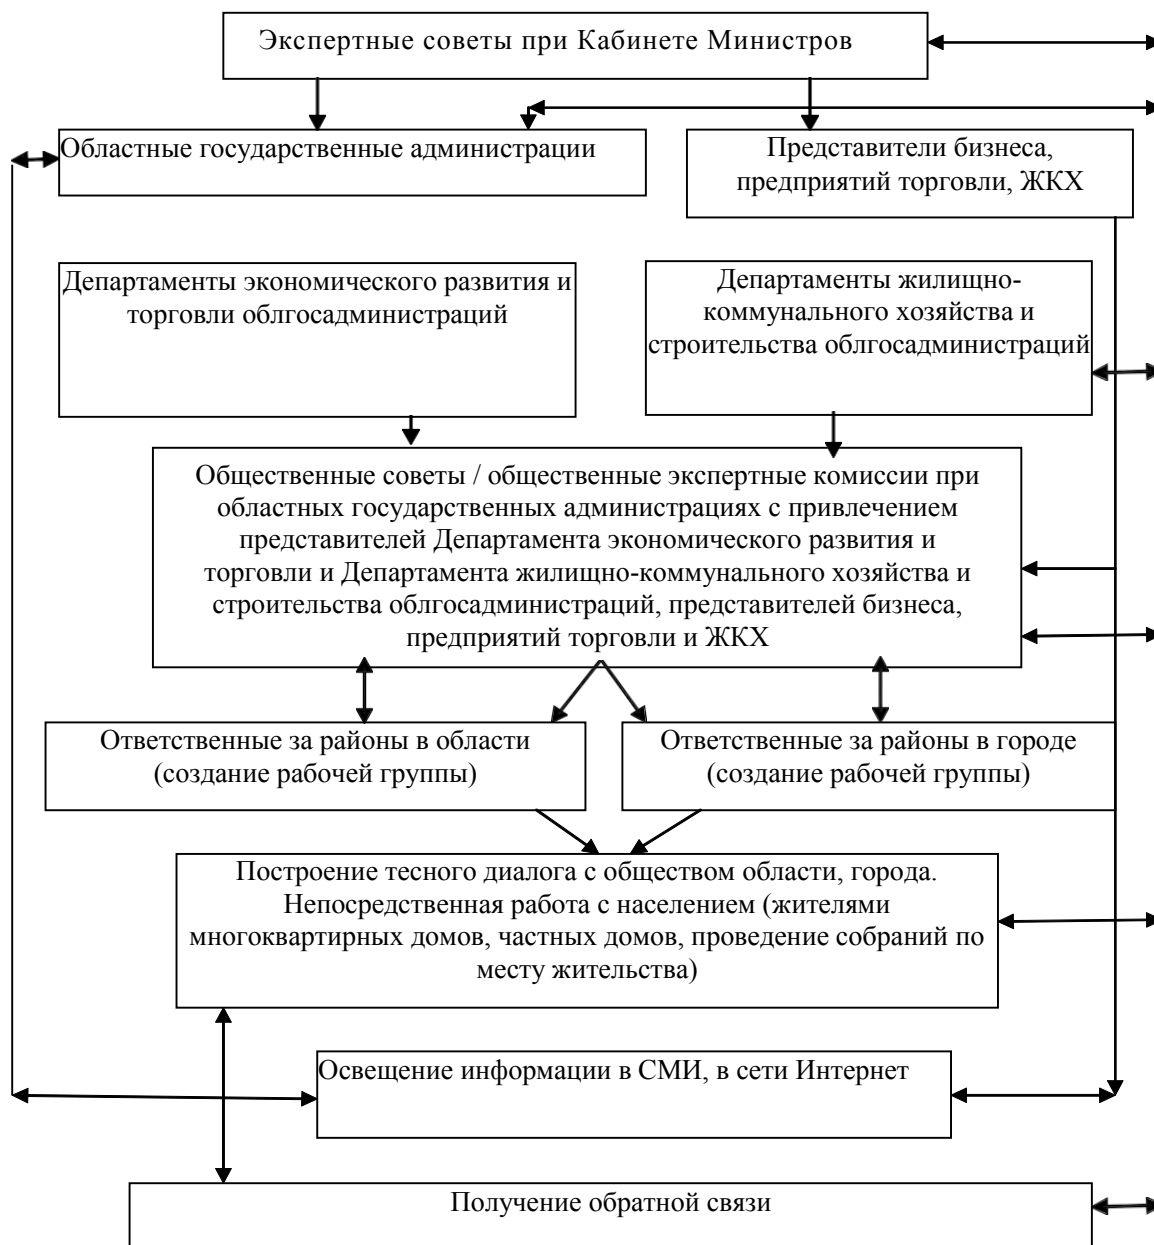 Экспертные советы при Кабинете Министров
Областные государственные администрации
Представители бизнеса,
предприятий торговли, ЖКХ
Департаменты экономического развития и
торговли облгосадминистраций
Департаменты жилищно-
коммунального хозяйства и
строительства облгосадминистраций
Общественные советы / общественные экспертные комиссии при
областных государственных администрациях с привлечением
представителей Департамента экономического развития и
торговли и Департамента жилищно-коммунального хозяйства и
строительства облгосадминистраций, представителей бизнеса,
предприятий торговли и ЖКХ
Ответственные за районы в области
(создание рабочей группы)
Ответственные за районы в городе
(создание рабочей группы)
Построение тесного диалога с обществом области, города.
Непосредственная работа с населением (жителями
многоквартирных домов, частных домов, проведение собраний по
месту жительства)
Освещение информации в СМИ, в сети Интернет
Получение обратной связи